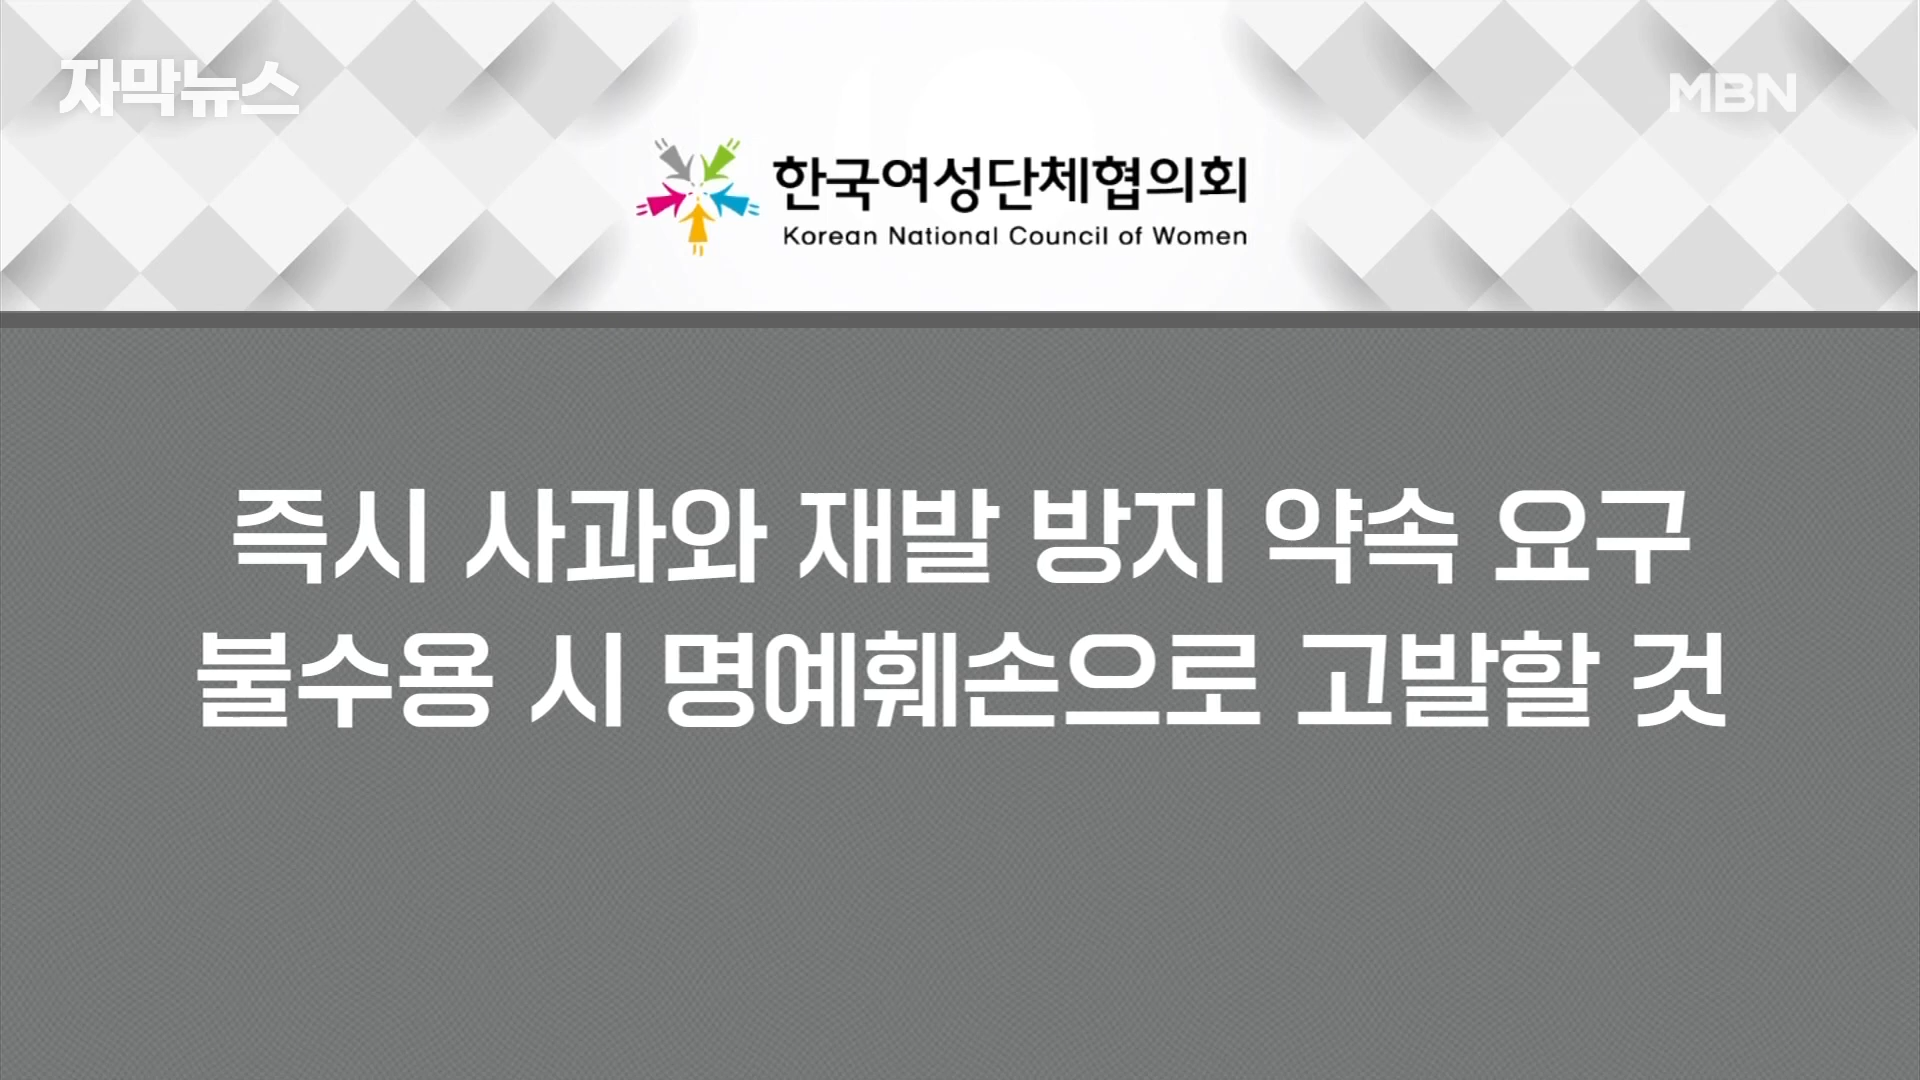 자막뉴스
MBN
한국여성단체협의회
Korean National Council of Women
즉시 사과와 재발 방지 약속 요구
불수용 시 명예훼손으로 고발할 것